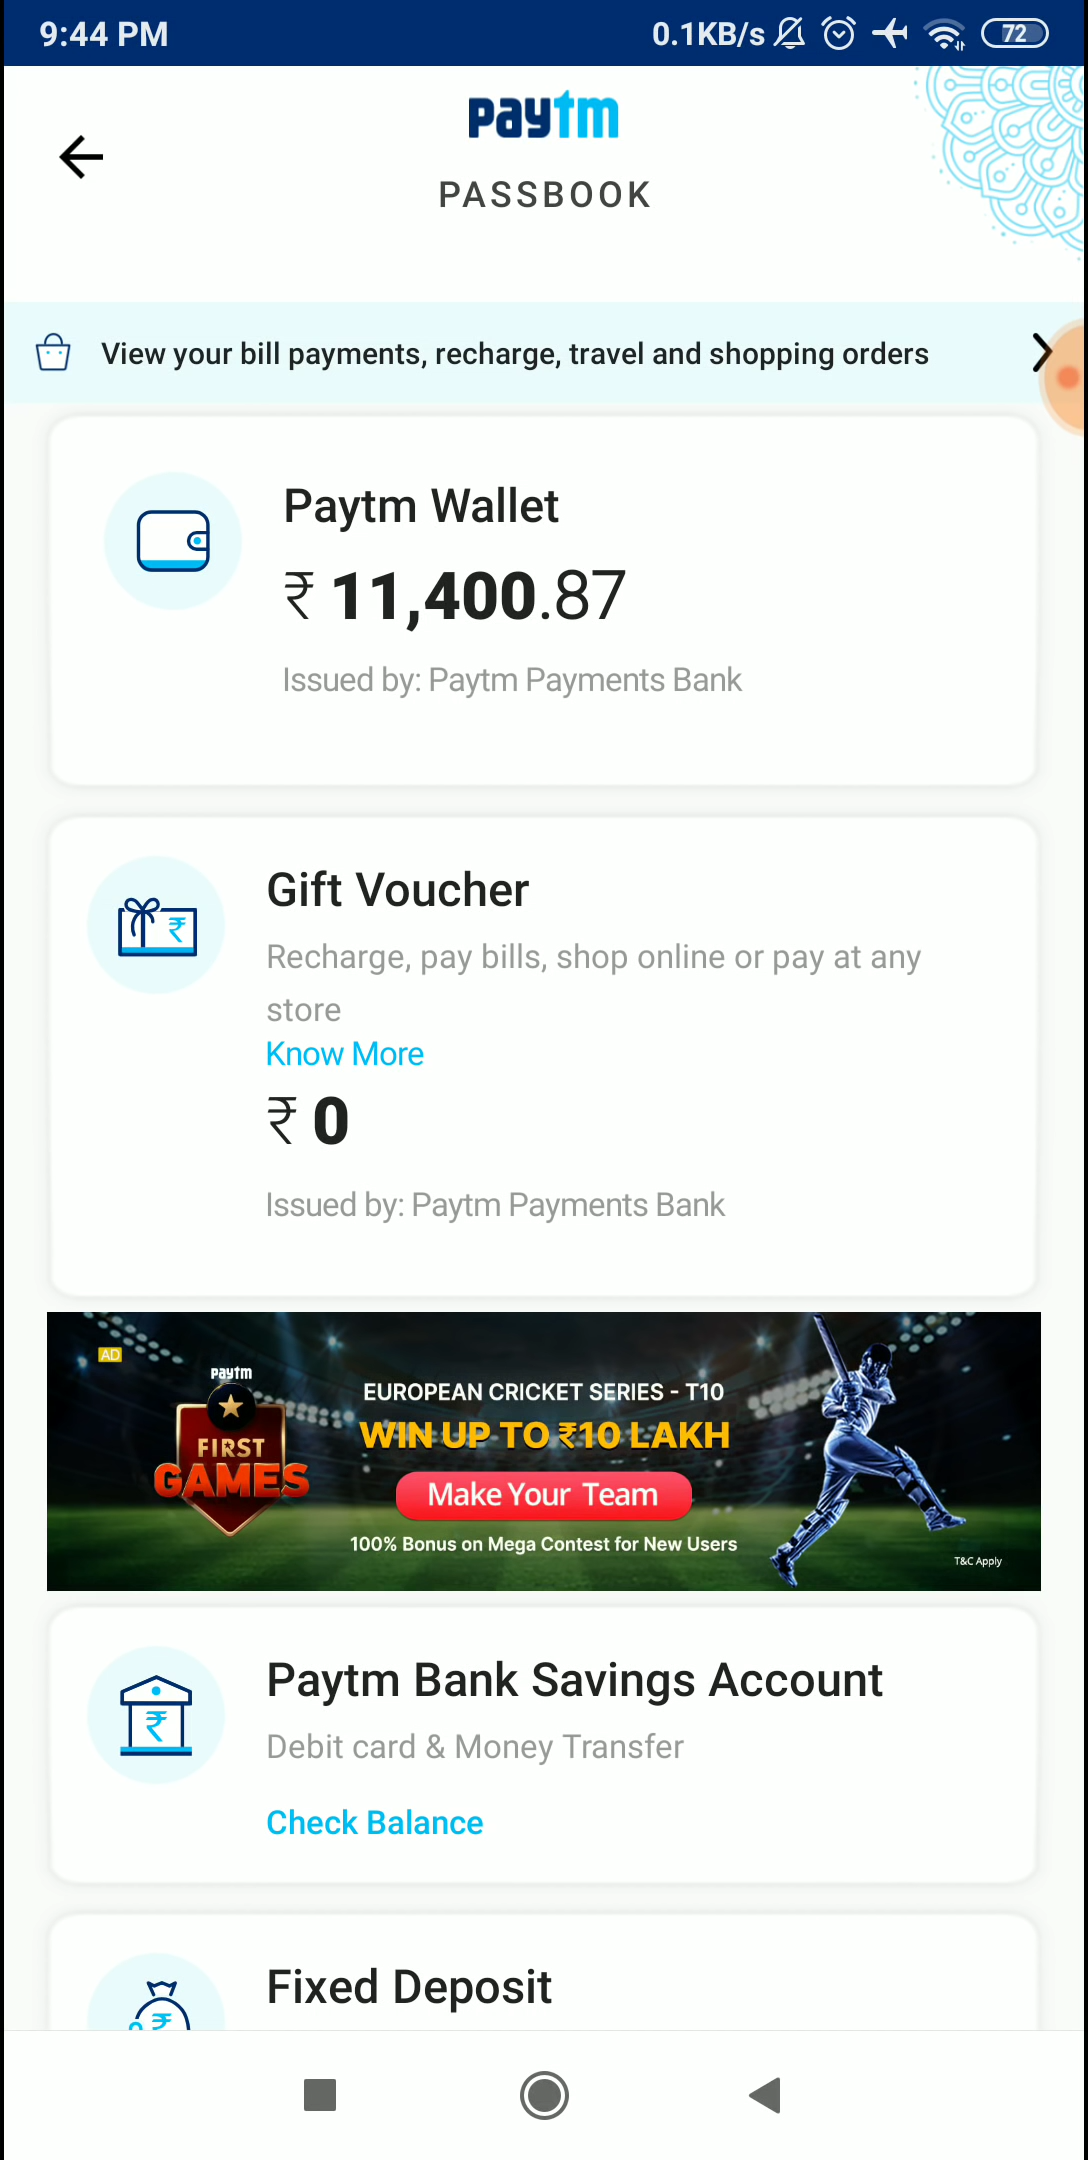 9:44 PM
0.1KB/s
72
paytm
PASSBOOK
View your bill payments, recharge, travel and shopping orders
Paytm Wallet
₹ 11,400.87
Issued by: Paytm Payments Bank
Gift Voucher
₹
Recharge, pay bills, shop online or pay at any
store
Know More
₹ 0
Issued by: Paytm Payments Bank
AD
paytm
FIRST
GAMES
EUROPEAN CRICKET SERIES - T10
WIN UP TO ₹10 LAKH
Make Your Team
100% Bonus on Mega Contest for New Users
T&C Apply
Paytm Bank Savings Account
₹
Debit card & Money Transfer
Check Balance
Fixed Deposit
₹